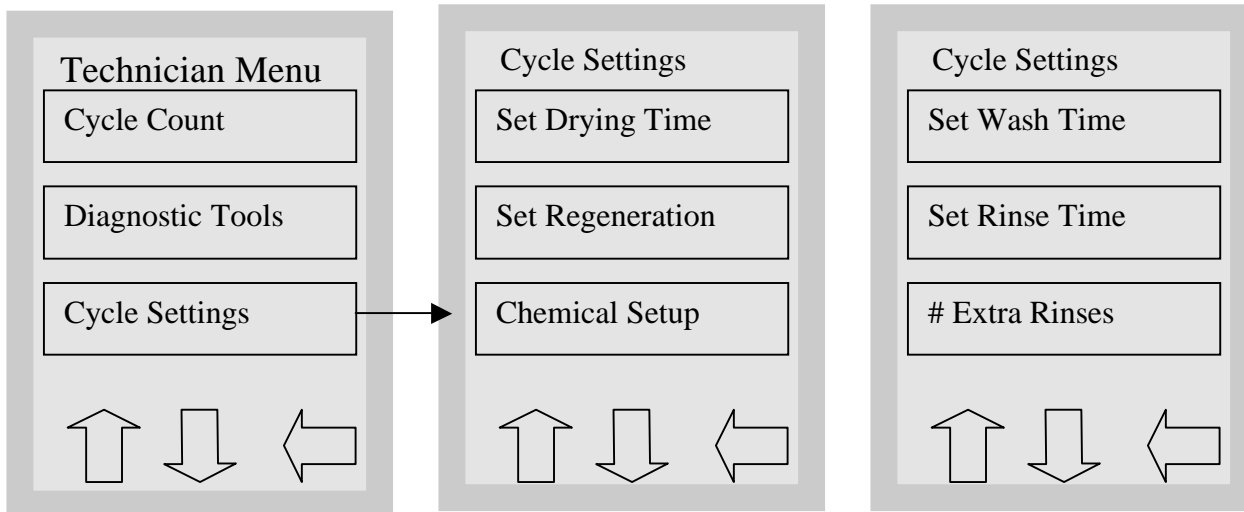 Technician Menu
Cycle Count
Diagnostic Tools
Cycle Settings
Cycle Settings
Set Drying Time
Set Regeneration
Chemical Setup
Cycle Settings
Set Wash Time
Set Rinse Time
# Extra Rinses